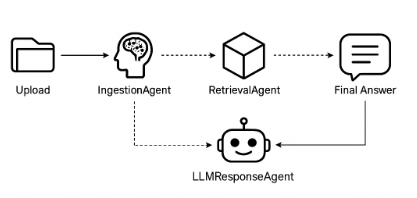 Upload
IngestionAgent
RetrievalAgent
Final Answer
LLMResponseAgent